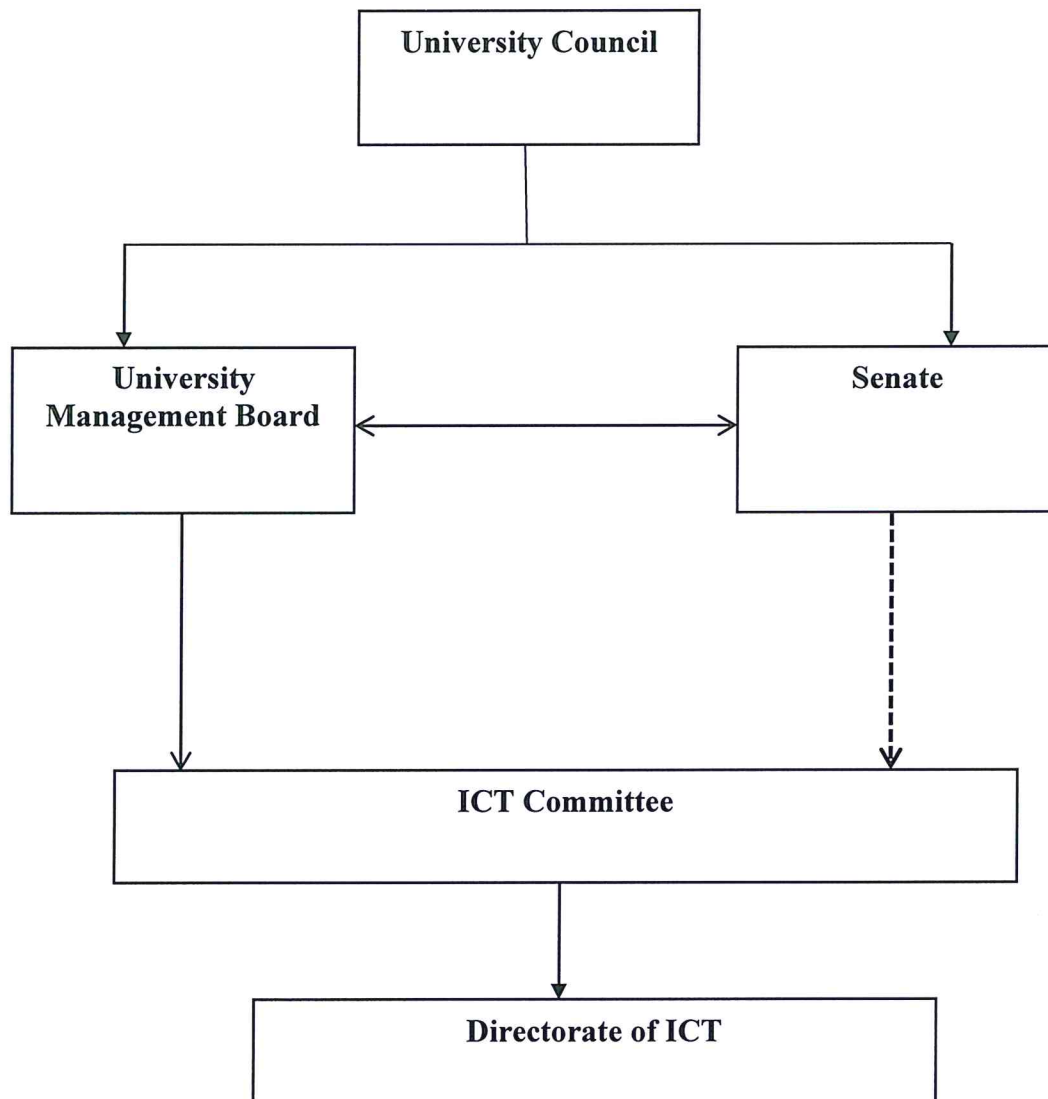 University Council
University
Management Board
Senate
ICT Committee
Directorate of ICT